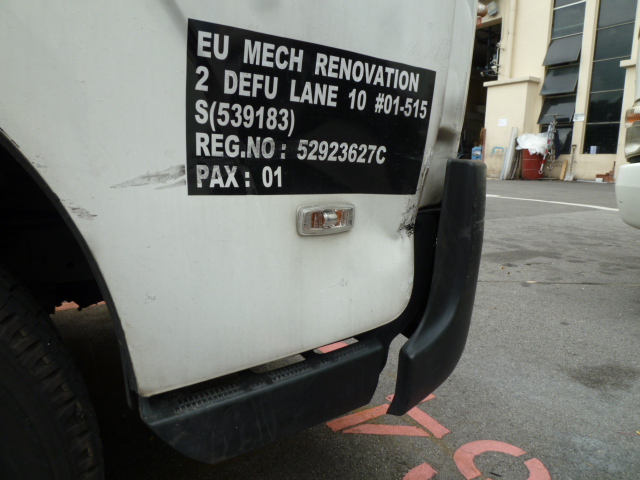 EU MECH RENOVATION
2 DEFU LANE 10 #01-515
S(539183)
REG.NO : 52923627C
PAX : 01